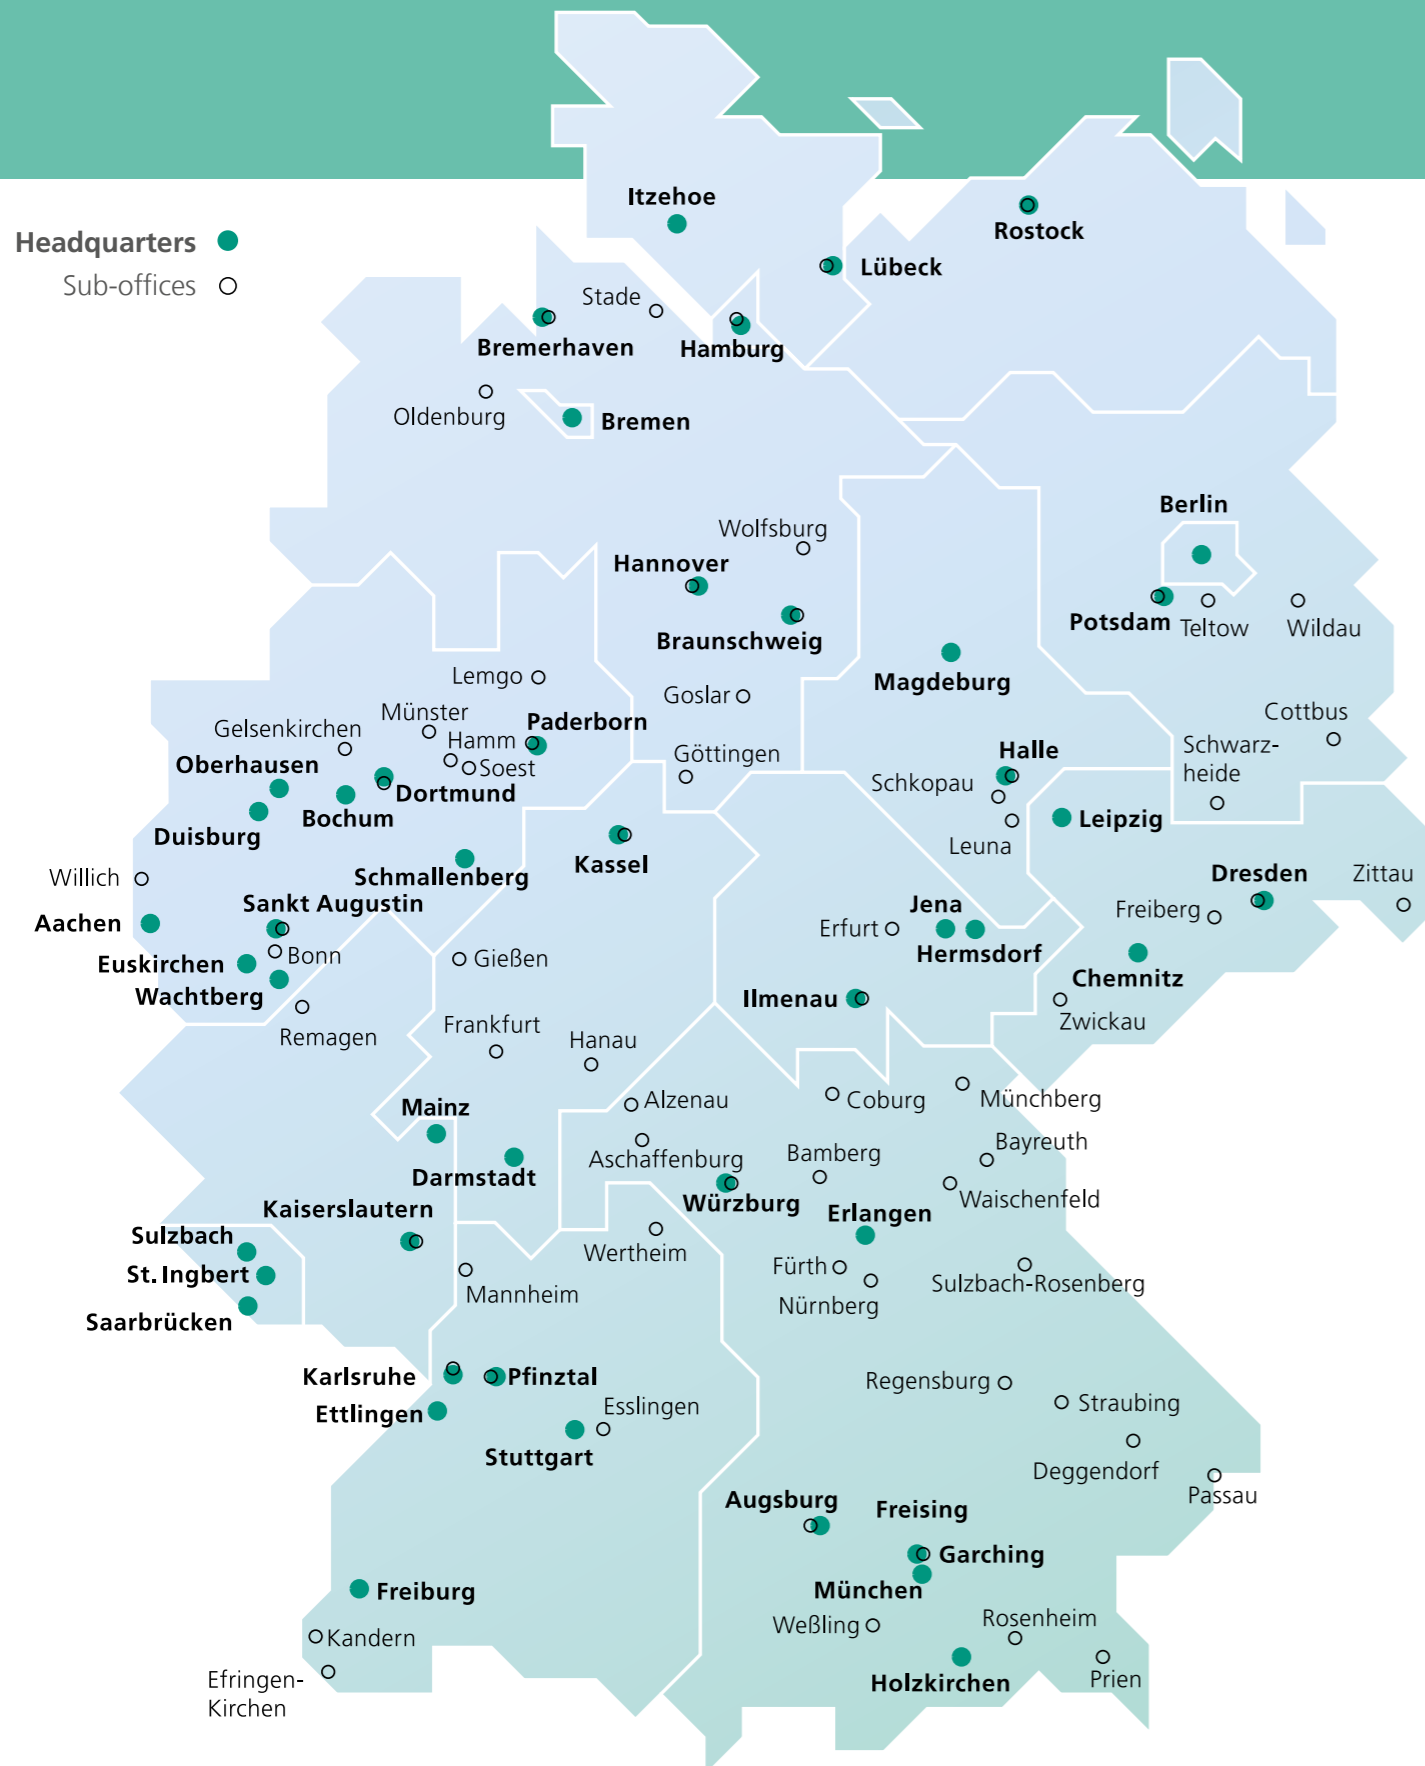 Itzehoe
Rostock
Headquarters
Lübeck
Sub-offices
Stade
Bremerhaven
Hamburg
Oldenburg
Bremen
Berlin
Wolfsburg
Hannover
Potsdam
Teltow
Wildau
Braunschweig
Lemgo
Magdeburg
Goslar
Münster
Cottbus
Paderborn
Gelsenkirchen
Hamm
Schwarz-
heide
Göttingen
Halle
Oberhausen
Soest
Schkopau
Dortmund
Bochum
Leipzig
Duisburg
Leuna
Kassel
Willich
Schmallenberg
Dresden
Zittau
Sankt Augustin
Jena
Freiberg
Aachen
Erfurt
Hermsdorf
Bonn
Gießen
Euskirchen
Chemnitz
Wachtberg
Ilmenau
Zwickau
Remagen
Frankfurt
Hanau
Alzenau
Coburg
Münchberg
Mainz
Bayreuth
Aschaffenburg
Bamberg
Darmstadt
Würzburg
Waischenfeld
Kaiserslautern
Erlangen
Sulzbach
Wertheim
Fürth
St. Ingbert
Sulzbach-Rosenberg
Mannheim
Nürnberg
Saarbrücken
Karlsruhe
Pfinztal
Regensburg
Straubing
Esslingen
Ettlingen
Stuttgart
Deggendorf
Passau
Augsburg
Freising
Garching
Freiburg
München
Rosenheim
Weßling
Kandern
Efringen-
Kirchen
Holzkirchen
Prien